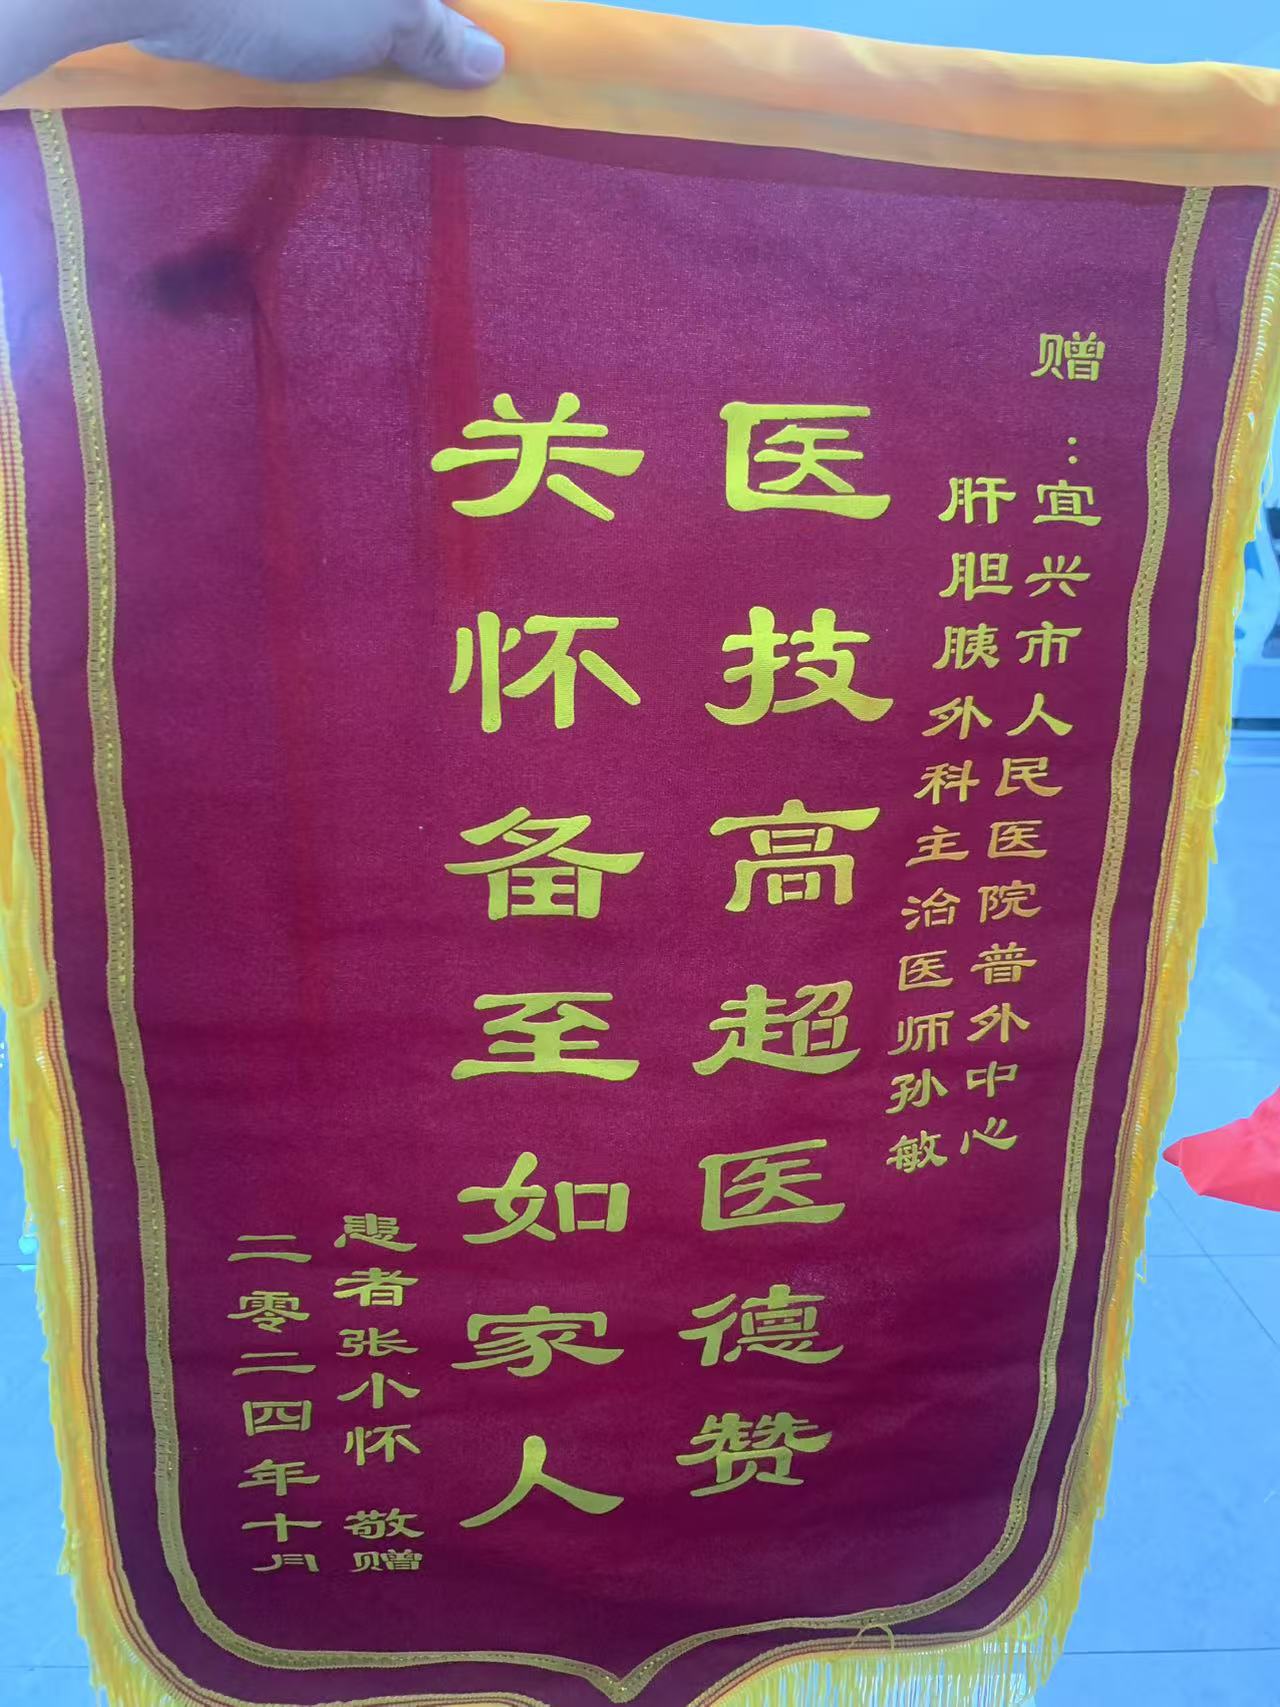 赠：宜兴市人民医院普外中心
肝胆胰外科主治医师孙敏
医技高超医德赞
关怀备至如家人
患者张小怀 敬赠
二零二四年十月